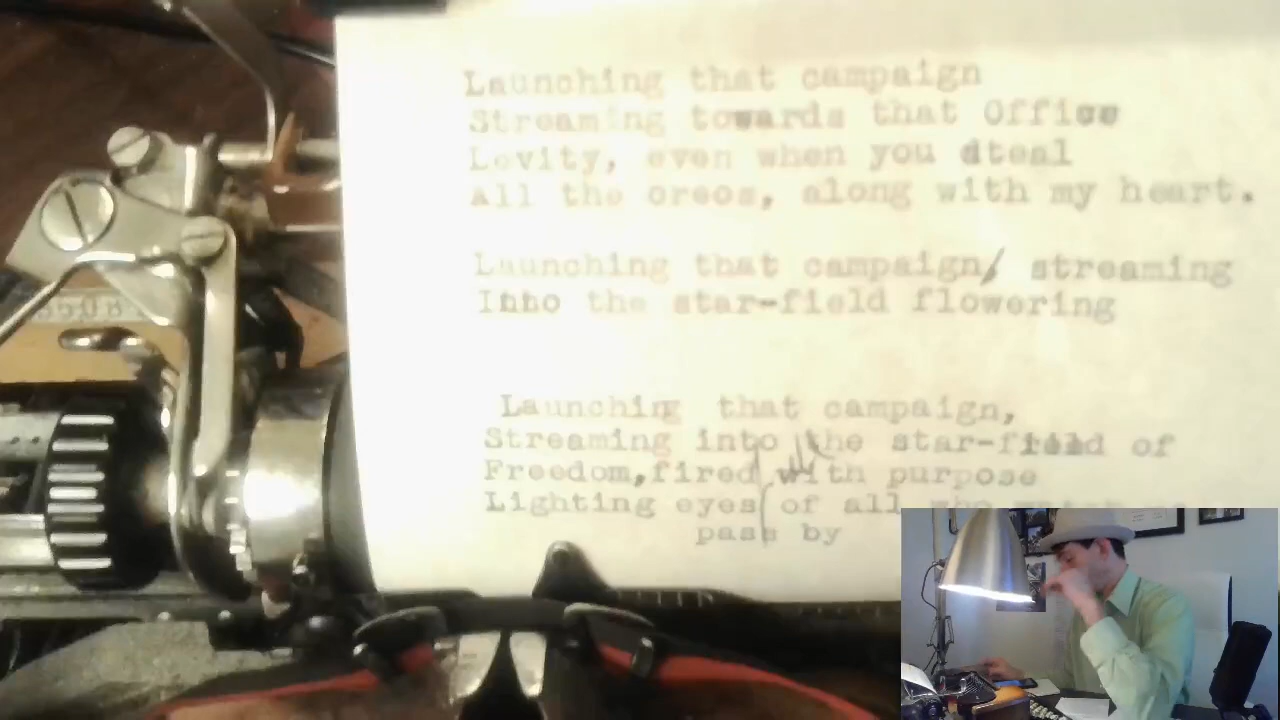 Launching that campaign
Streaming towards that Office
Levity, even when you dteal
All the oreos, along with my heart.
Launching that campaign, streaming
Into the star-field flowering
Launching that campaign,
Streaming into the star-field of
Freedom, fired with purpose
Lighting eyes of all who
pass by